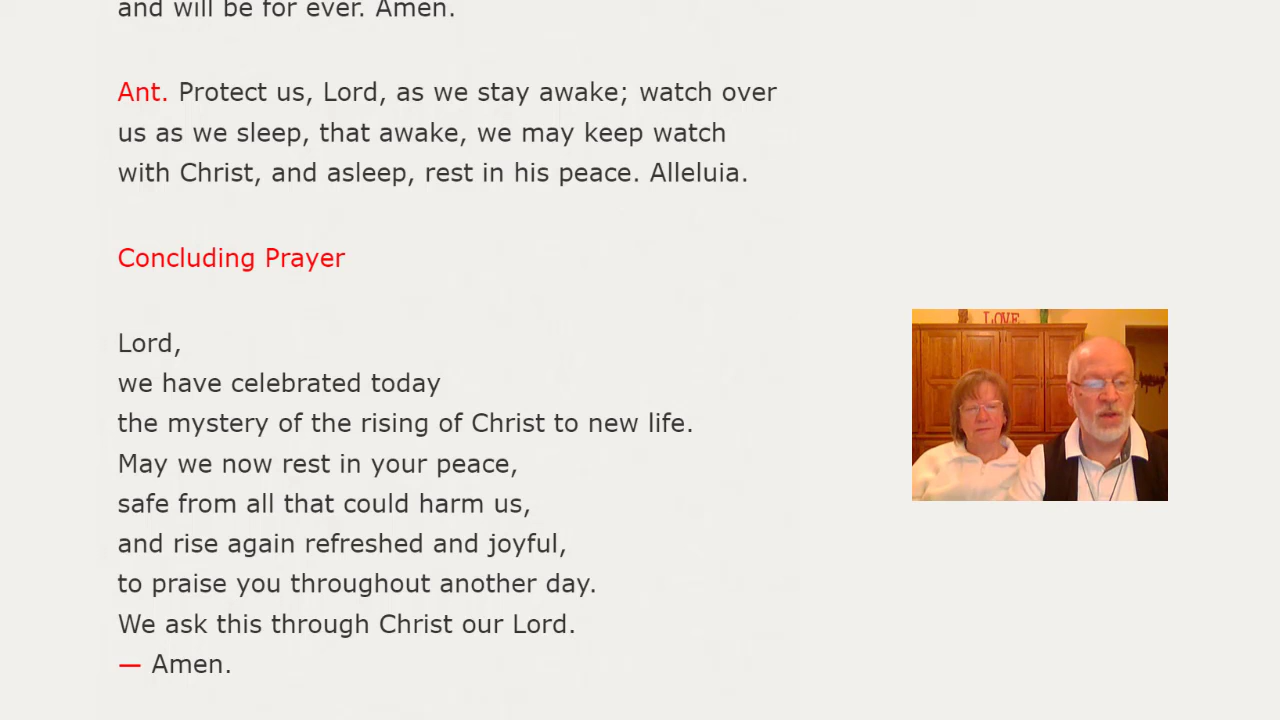 and will be for ever. Amen.
Ant. Protect us, Lord, as we stay awake; watch over
us as we sleep, that awake, we may keep watch
with Christ, and asleep, rest in his peace. Alleluia.
Concluding Prayer
Lord,
we have celebrated today
the mystery of the rising of Christ to new life.
May we now rest in your peace,
safe from all that could harm us,
and rise again refreshed and joyful,
to praise you throughout another day.
We ask this through Christ our Lord.
— Amen.
LOVE